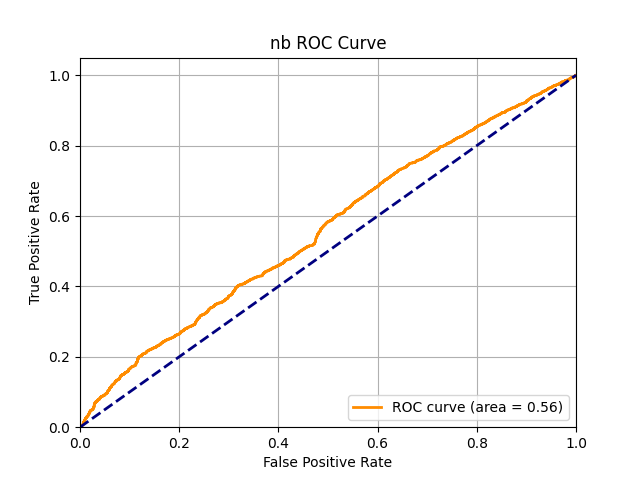 nb ROC Curve
True Positive Rate
1.0
0.8
0.6
0.4
0.2
0.0
ROC curve (area = 0.56)
0.0 0.2 0.4 0.6 0.8 1.0
False Positive Rate